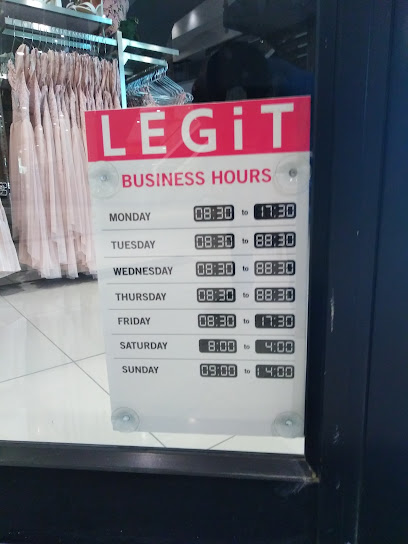 LEGiT
BUSINESS HOURS
MONDAY 08:30 to 17:30
TUESDAY 08:30 to 88:30
WEDNESDAY 08:30 to 88:30
THURSDAY 08:30 to 88:30
FRIDAY 08:30 to 17:30
SATURDAY 8:00 to 4:00
SUNDAY 09:00 to 14:00